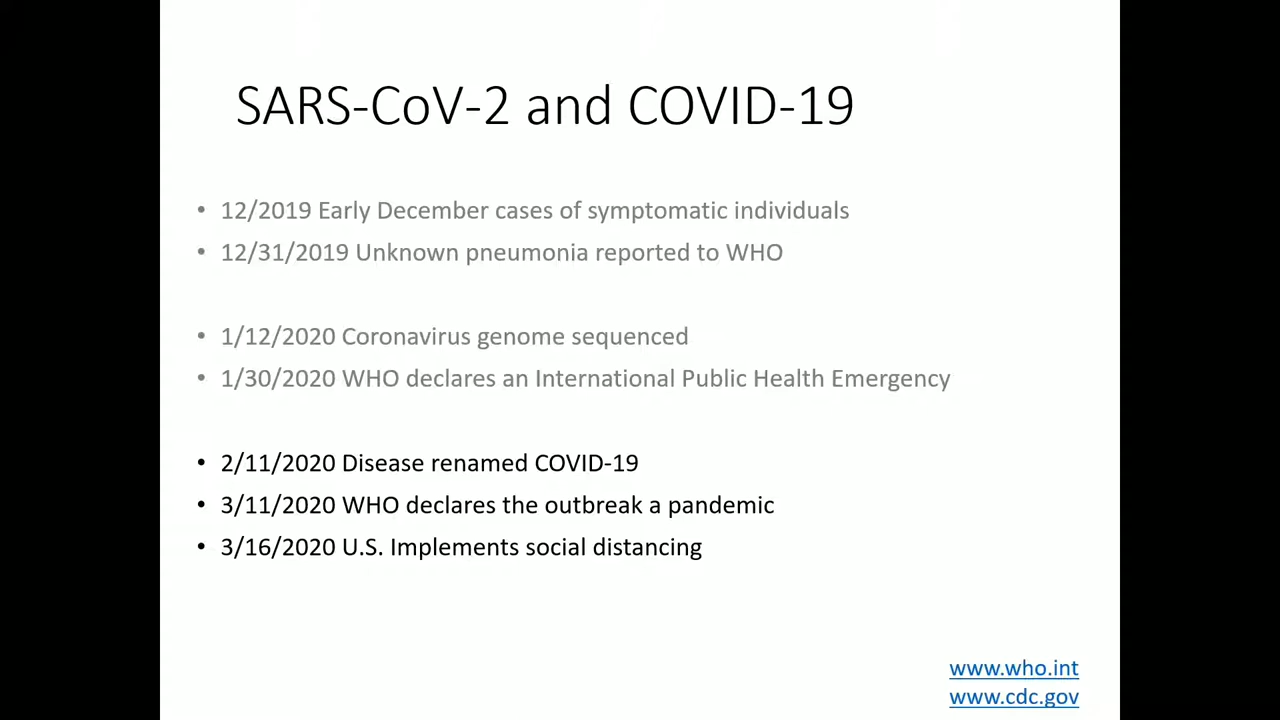 SARS-CoV-2 and COVID-19
• 12/2019 Early December cases of symptomatic individuals
• 12/31/2019 Unknown pneumonia reported to WHO
• 1/12/2020 Coronavirus genome sequenced
• 1/30/2020 WHO declares an International Public Health Emergency
• 2/11/2020 Disease renamed COVID-19
• 3/11/2020 WHO declares the outbreak a pandemic
• 3/16/2020 U.S. Implements social distancing
www.who.int
www.cdc.gov